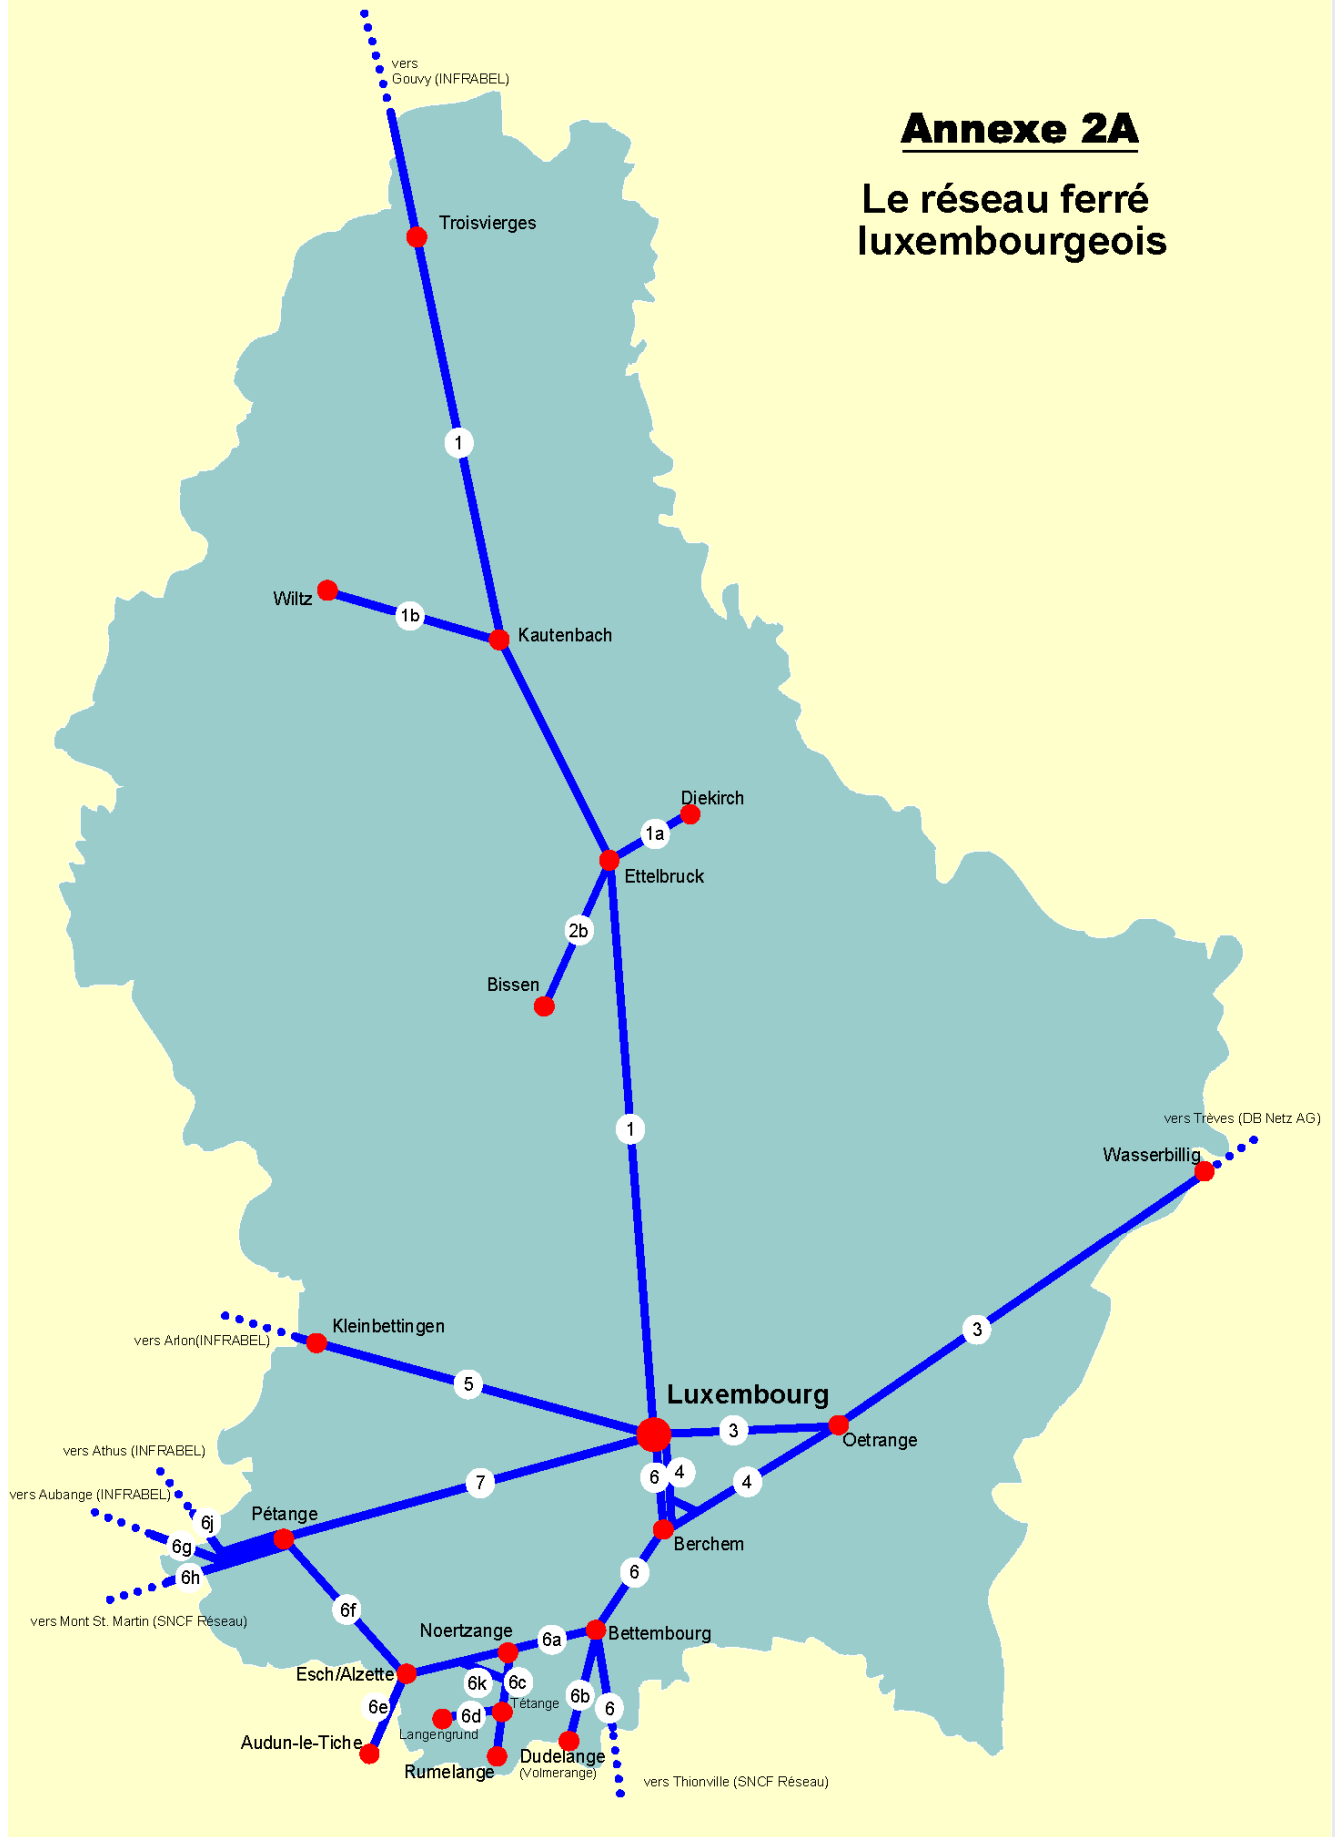 vers
Gouvy (INFRABEL)
Annexe 2A
Le réseau ferré
luxembourgeois
Troisvierges
1
Wiltz
1b
Kautenbach
Diekirch
1a
Ettelbruck
2b
Bissen
1
vers Trèves (DB Netz AG)
Wasserbillig
Kleinbettingen
vers Arlon(INFRABEL)
3
5
Luxembourg
3
Oetrange
vers Athus (INFRABEL)
6
4
4
7
vers Aubange (INFRABEL)
Pétange
6j
6g
Berchem
6h
6
vers Mont St. Martin (SNCF Réseau)
6f
Noertzange
6a
Bettembourg
Esch/Alzette
6k
6c
6b
6
6e
6d
Tétange
Langengrund
Audun-le-Tiche
Rumelange
Dudelange
(Volmerange)
vers Thionville (SNCF Réseau)